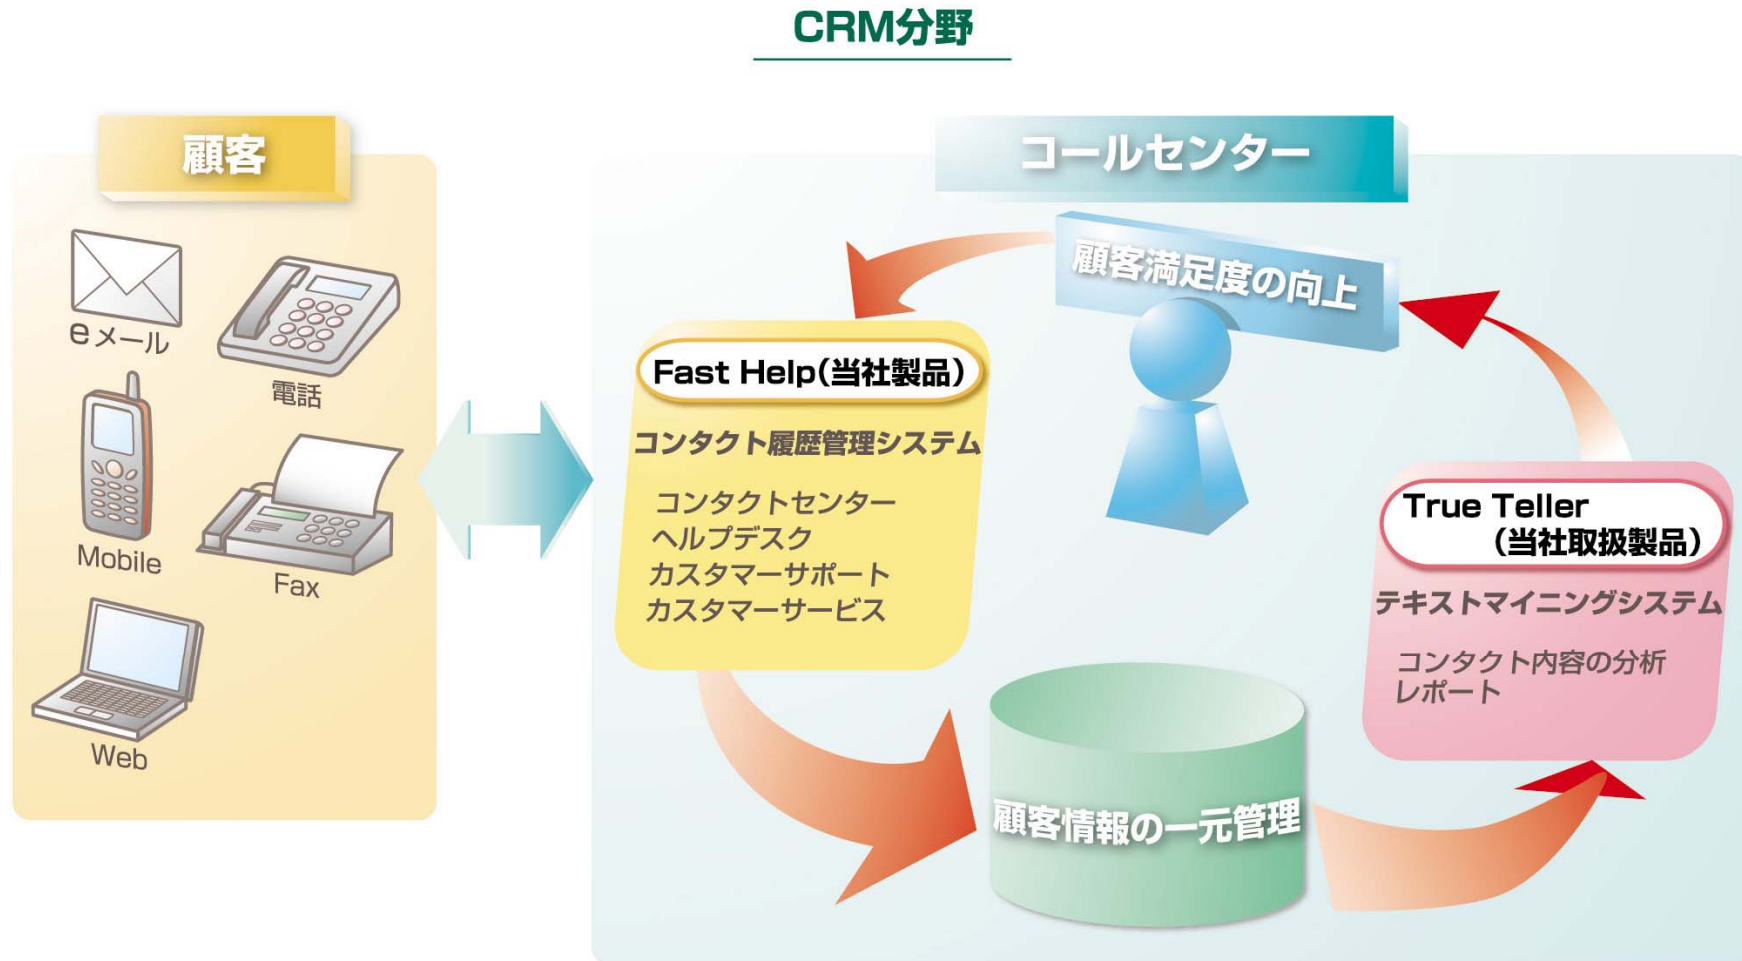 CRM分野
顧客
eメール
電話
Mobile
Fax
Web
コールセンター
顧客満足度の向上
Fast Help(当社製品)
コンタクト履歴管理システム
コンタクトセンター
ヘルプデスク
カスタマーサポート
カスタマーサービス
顧客情報の一元管理
True Teller
(当社取扱製品)
テキストマイニングシステム
コンタクト内容の分析
レポート